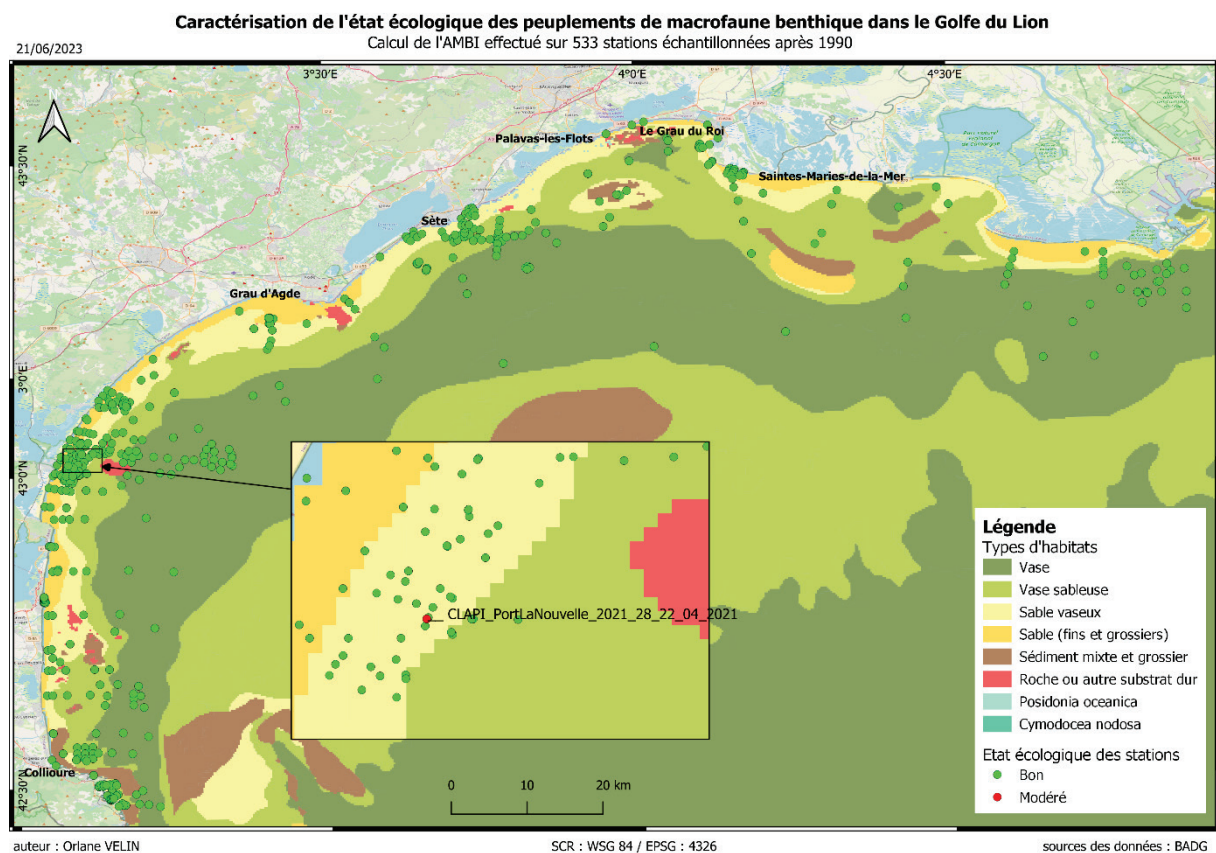 Caractérisation de l'état écologique des peuplements de macrofaune benthique dans le Golfe du Lion
21/06/2023
Calcul de l'AMBI effectué sur 533 stations échantillonnées après 1990
3°30'E
4°0'E
4°30'E
Palavas-les-Flots
Le Grau du Roi
43°30'N
Saintes-Maries-de-la-Mer
Sète
Grau d'Agde
3°0'E
43°0'N
CLAPI_PortLaNouvelle_2021_28_22_04_2021
Légende
Types d'habitats
Vase
Vase sableuse
Sable vaseux
Sable (fins et grossiers)
Sédiment mixte et grossier
Roche ou autre substrat dur
Posidonia oceanica
Cymodocea nodosa
Etat écologique des stations
Bon
Modéré
Collioure
42°30'N
0 10 20 km
auteur : Orlane VELIN
SCR : WSG 84 / EPSG : 4326
sources des données : BADG